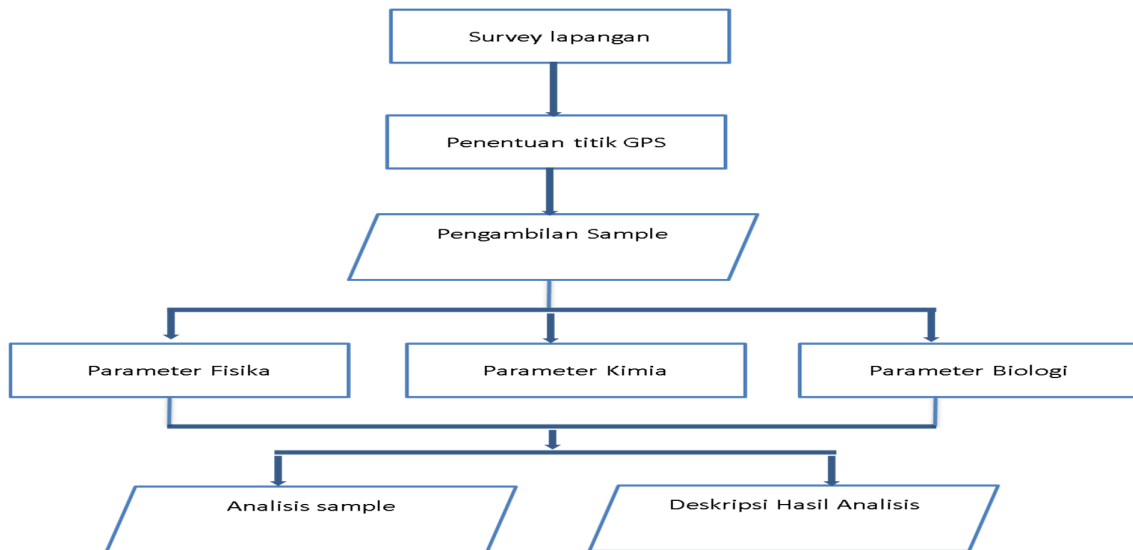 Survey lapangan
Penentuan titik GPS
Pengambilan Sample
Parameter Fisika
Parameter Kimia
Parameter Biologi
Analisis sample
Deskripsi Hasil Analisis